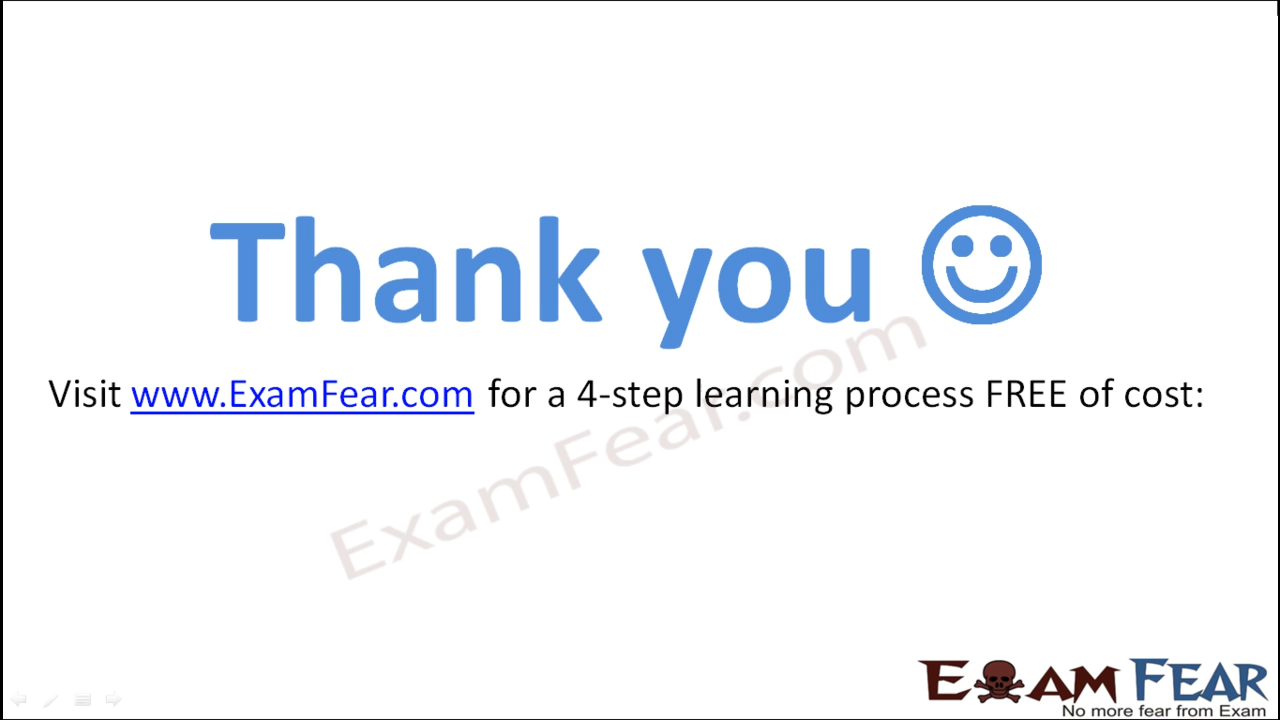 Thank you
Visit www.ExamFear.com for a 4-step learning process FREE of cost:
ExamFear.com
EXAM FEAR
No more fear from Exam